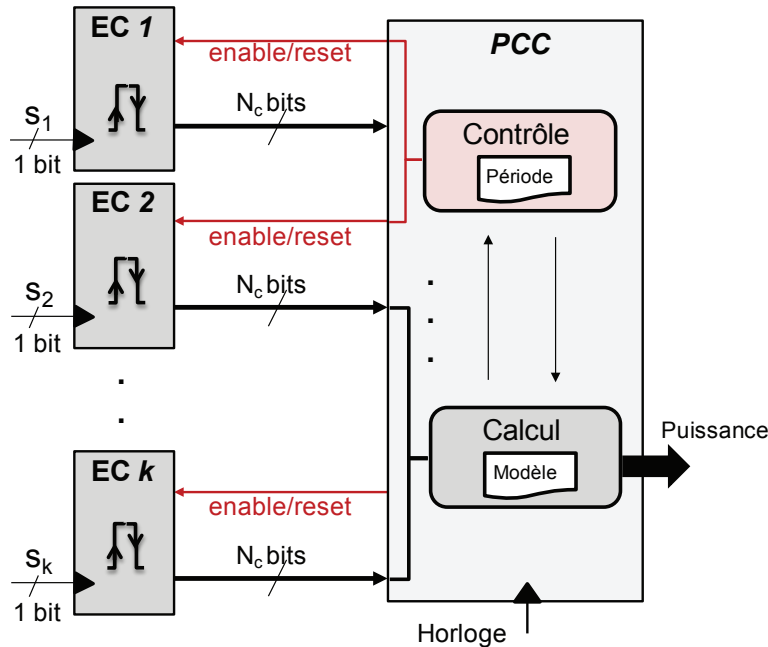 EC 1
S1
1 bit
enable/reset
Nc bits
EC 2
S2
1 bit
enable/reset
Nc bits
.
.
EC k
Sk
1 bit
enable/reset
Nc bits
PCC
Contrôle
Période
.
.
.
Calcul
Modèle
Puissance
Horloge